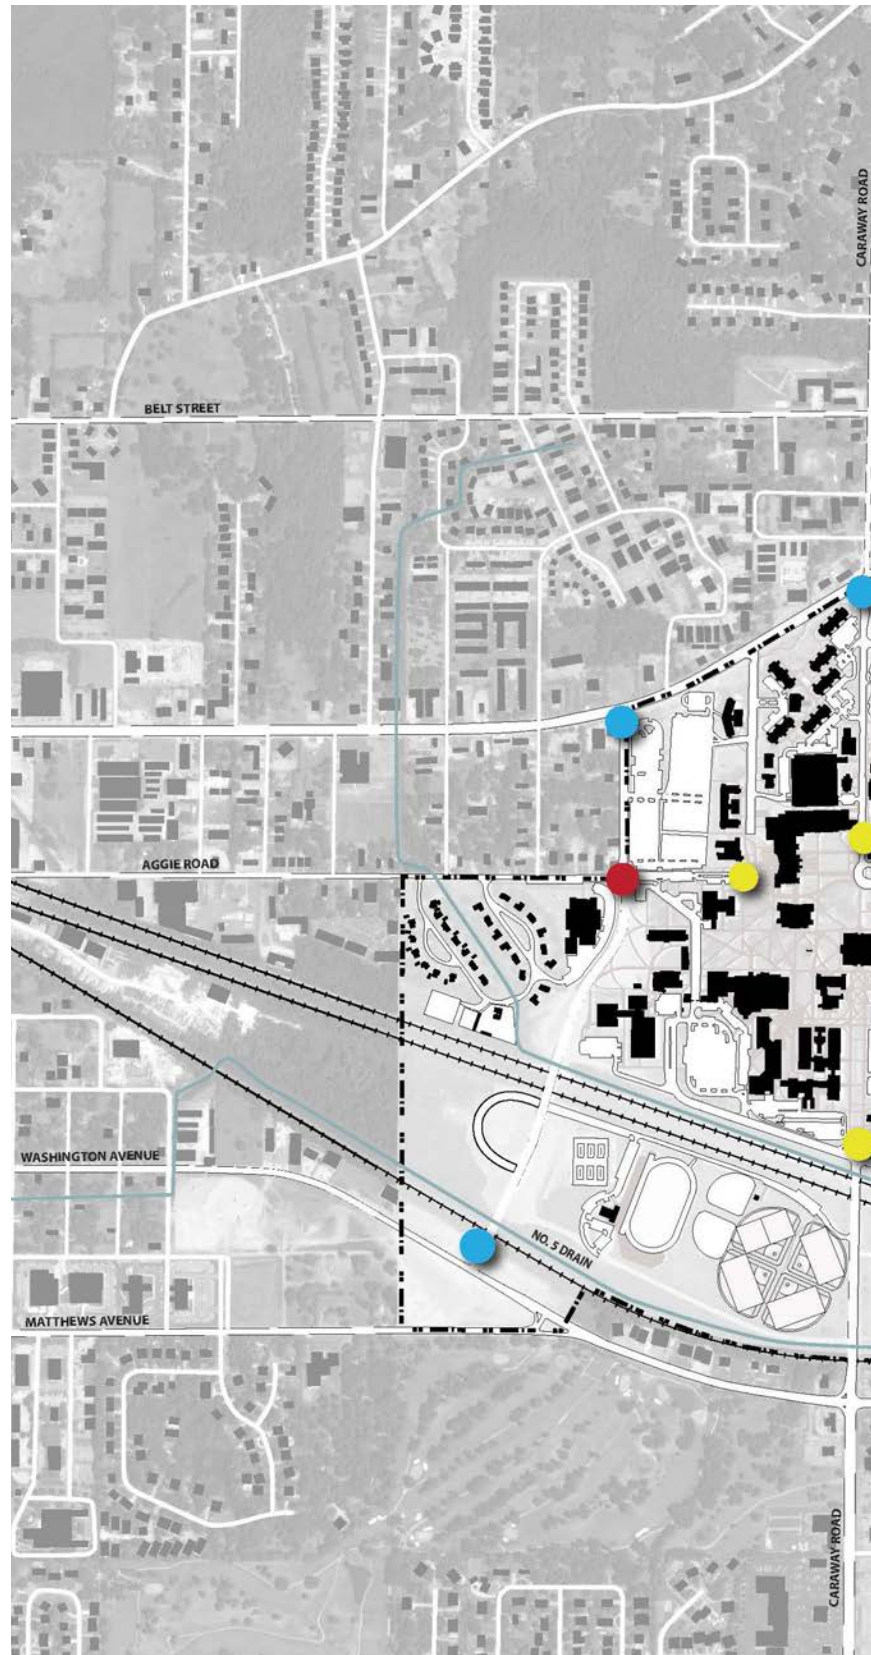 CARAWAY ROAD
BELT STREET
AGGIE ROAD
WASHINGTON AVENUE
NO. 5 DRAIN
MATTHEWS AVENUE
CARAWAY ROAD